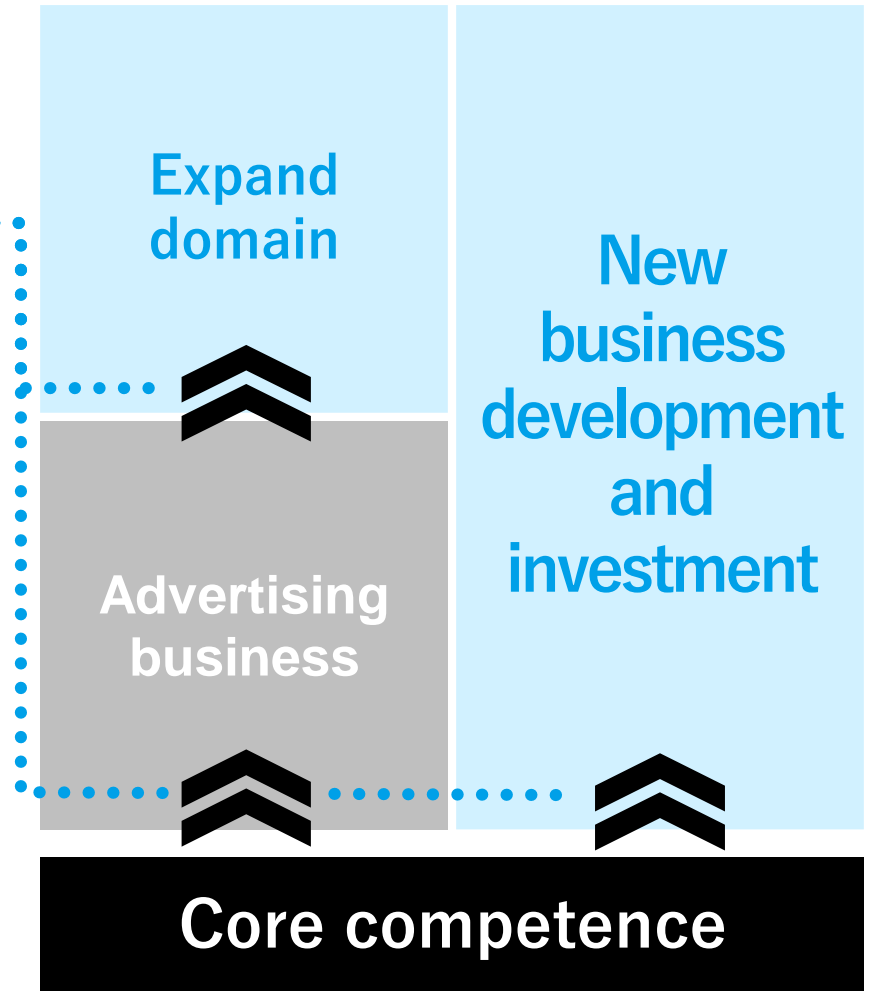 Expand
domain
New
business
development
and
investment
Advertising
business
Core competence